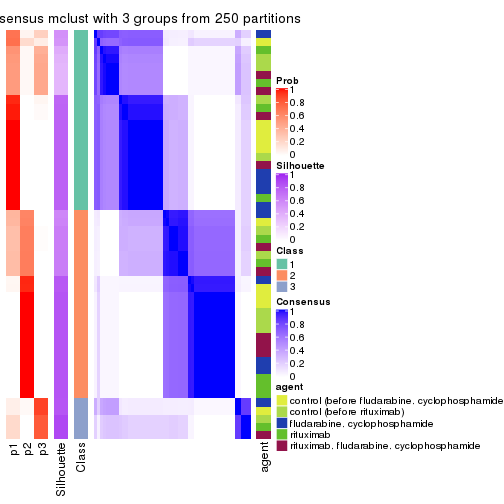 sensus mclust with 3 groups from 250 partitions
Prob
1
0.8
0.6
0.4
0.2
0
Silhouette
1
0.8
0.6
0.4
0.2
0
Class
1
2
3
Consensus
1
0.8
0.6
0.4
0.2
0
agent
control (before fludarabine. cyclophosphamide
control (before rituximab)
fludarabine. cyclophosphamide
rituximab
rituximab. fludarabine. cyclophosphamide
p1
p2
p3
Silhouette
Class
agent